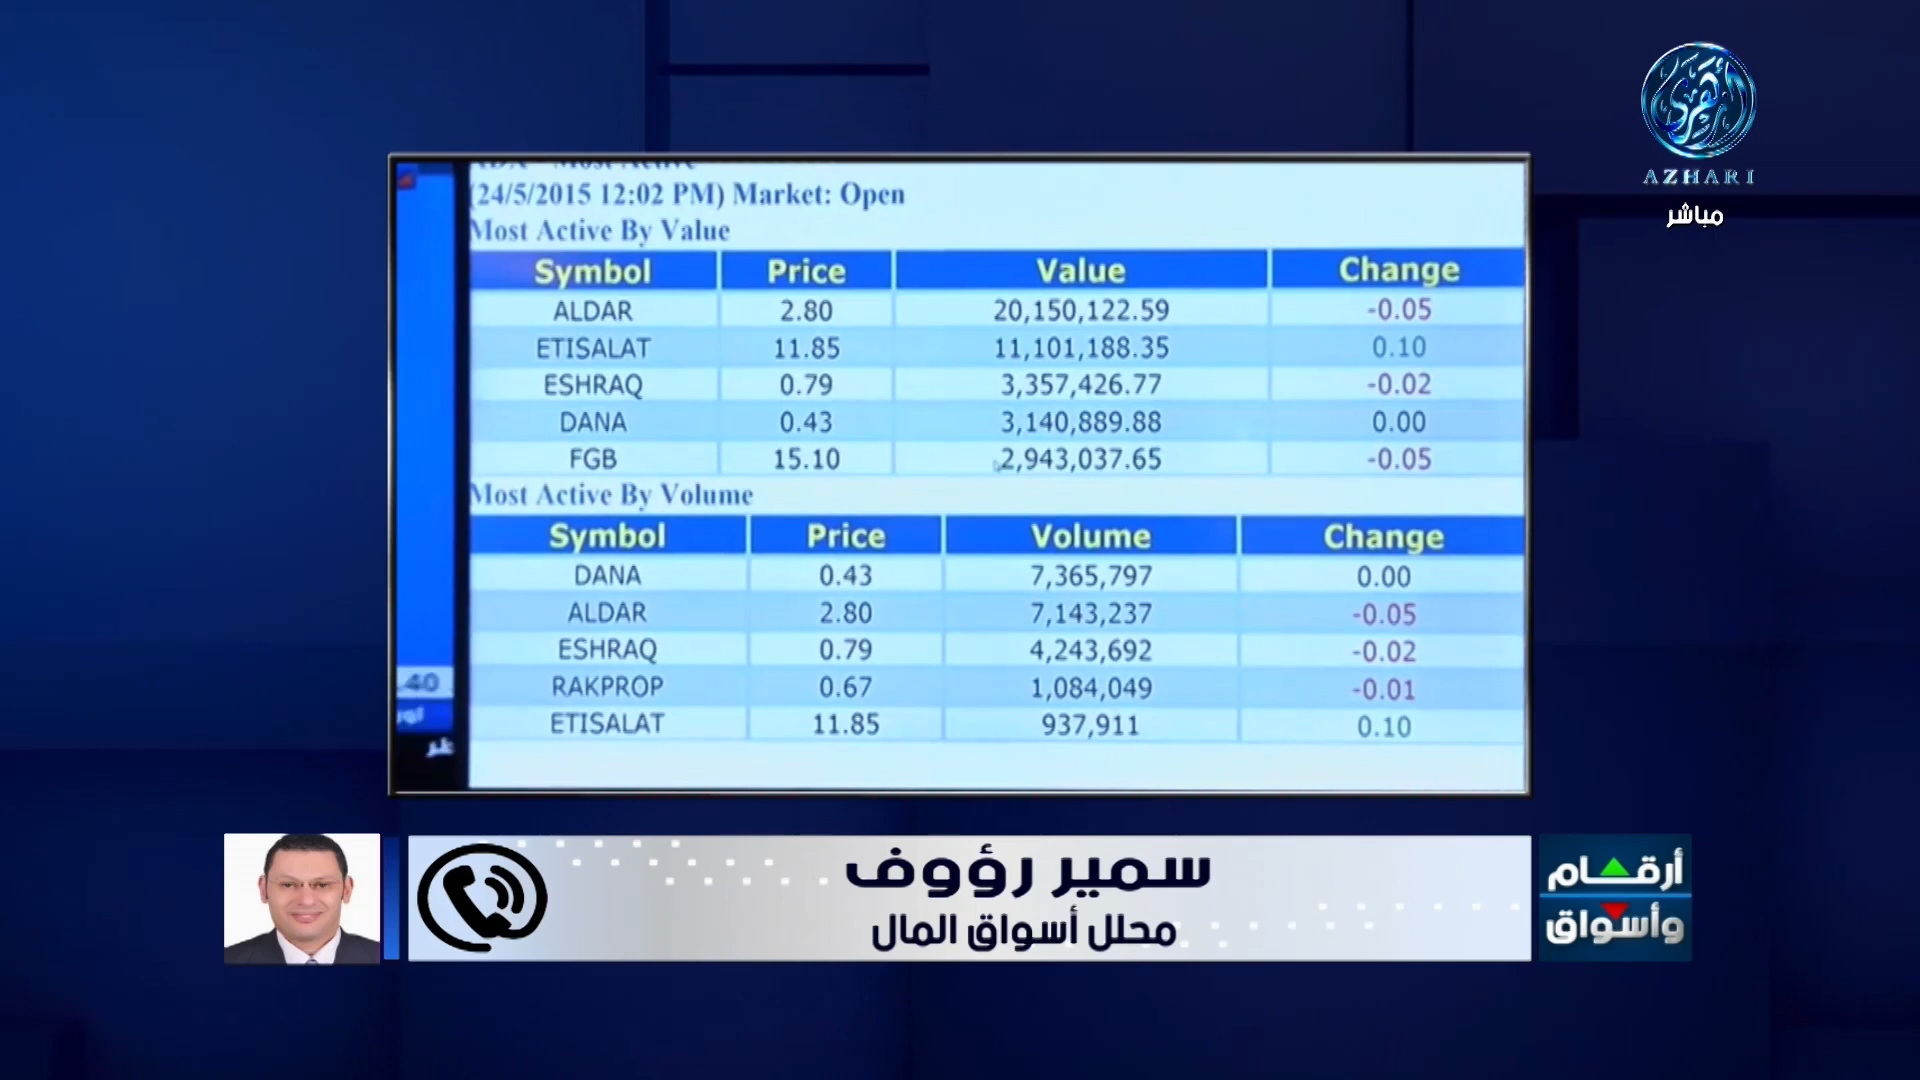 (24/5/2015 12:02 PM) Market: Open
Most Active By Value
Symbol Price Value Change
ALDAR 2.80 20,150,122.59 -0.05
ETISALAT 11.85 11,101,188.35 0.10
ESHRAQ 0.79 3,357,426.77 -0.02
DANA 0.43 3,140,889.88 0.00
FGB 15.10 2,943,037.65 -0.05
Most Active By Volume
Symbol Price Volume Change
DANA 0.43 7,365,797 0.00
ALDAR 2.80 7,143,237 -0.05
ESHRAQ 0.79 4,243,692 -0.02
RAKPROP 0.67 1,084,049 -0.01
ETISALAT 11.85 937,911 0.10
.40
أزهري
AZHARI
مباشر
سمير رؤوف
محلل أسواق المال
أرقام
وأسواق